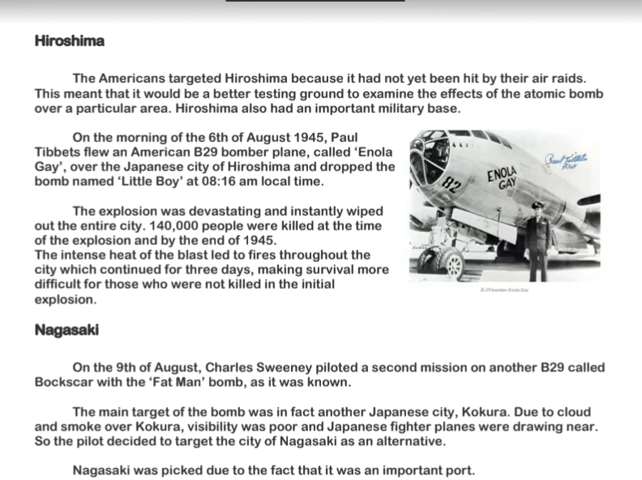 Hiroshima
The Americans targeted Hiroshima because it had not yet been hit by their air raids.
This meant that it would be a better testing ground to examine the effects of the atomic bomb
over a particular area. Hiroshima also had an important military base.
On the morning of the 6th of August 1945, Paul
Tibbets flew an American B29 bomber plane, called ‘Enola
Gay’, over the Japanese city of Hiroshima and dropped the
bomb named ‘Little Boy’ at 08:16 am local time.
82
ENOLA
GAY
The explosion was devastating and instantly wiped
out the entire city. 140,000 people were killed at the time
of the explosion and by the end of 1945.
The intense heat of the blast led to fires throughout the
city which continued for three days, making survival more
difficult for those who were not killed in the initial
explosion.
Nagasaki
On the 9th of August, Charles Sweeney piloted a second mission on another B29 called
Bockscar with the ‘Fat Man’ bomb, as it was known.
The main target of the bomb was in fact another Japanese city, Kokura. Due to cloud
and smoke over Kokura, visibility was poor and Japanese fighter planes were drawing near.
So the pilot decided to target the city of Nagasaki as an alternative.
Nagasaki was picked due to the fact that it was an important port.